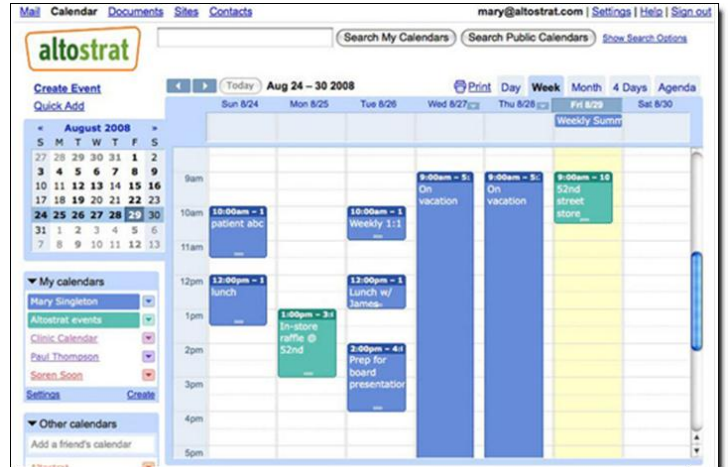 Mail Calendar Documents Sites Contacts
mary@altostrat.com | Settings | Help | Sign out
altostrat
Search My Calendars
Search Public Calendars
Show Search Options
Create Event
Quick Add
Today
Aug 24 – 30 2008
Print Day Week Month 4 Days Agenda
« August 2008 »
S M T W T F S
27 28 29 30 31 1 2
3 4 5 6 7 8 9
10 11 12 13 14 15 16
17 18 19 20 21 22 23
24 25 26 27 28 29 30
31 1 2 3 4 5 6
7 8 9 10 11 12 13
My calendars
Mary Singleton
Altostrat events
Clinic Calendar
Paul Thompson
Soren Soon
Settings Create
Other calendars
Add a friend's calendar
Sun 8/24 Mon 8/25 Tue 8/26 Wed 8/27 Thu 8/28 Fri 8/29 Sat 8/30
Weekly Summ
9am
10am
11am
12pm
1pm
2pm
3pm
4pm
5pm
10:00am – 1
patient abc
12:00pm – 1
lunch
1:00pm – 3:
In-store
raffle @
52nd
10:00am – 1
Weekly 1:1
12:00pm – 1
Lunch w/
James
2:00pm – 4:
Prep for
board
presentation
9:00am – 5:
On
vacation
9:00am – 5:
On
vacation
9:00am – 10
52nd
street
store